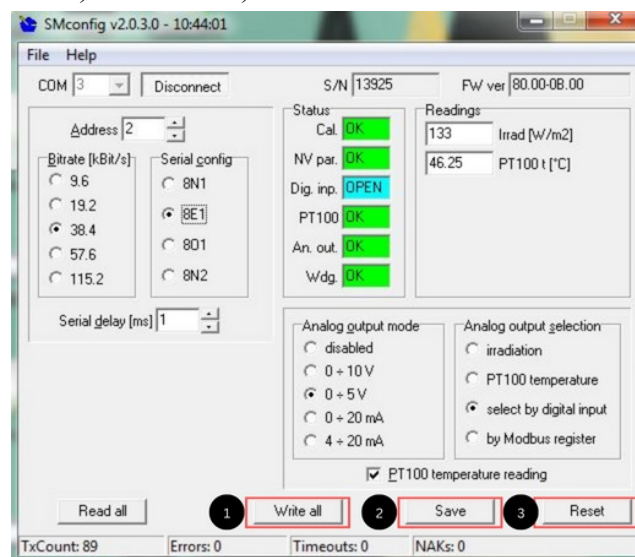 SMconfig v2.0.3.0 - 10:44:01
File Help
COM 3 Disconnect S/N 13925 FW ver 80.00-0B.00
Address 2
Bitrate [kBit/s]
9.6
19.2
38.4
57.6
115.2
Serial config
8N1
8E1
8O1
8N2
Serial delay [ms] 1
Status
Cal. OK
NV par. OK
Dig. inp. OPEN
PT100 OK
An. out. OK
Wdg. OK
Readings
133 Irrad [W/m2]
46.25 PT100 t [°C]
Analog output mode
disabled
0 ÷ 10 V
0 ÷ 5 V
0 ÷ 20 mA
4 ÷ 20 mA
Analog output selection
irradiation
PT100 temperature
select by digital input
by Modbus register
PT100 temperature reading
Read all 1 Write all 2 Save 3 Reset
TxCount: 89 Errors: 0 Timeouts: 0 NAKs: 0